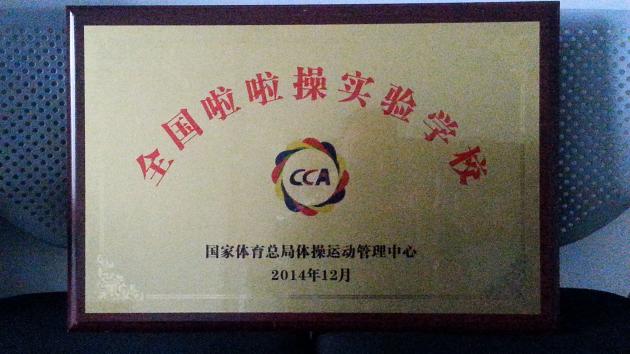 全国啦啦操实验学校
CCA
国家体育总局体操运动管理中心
2014年12月